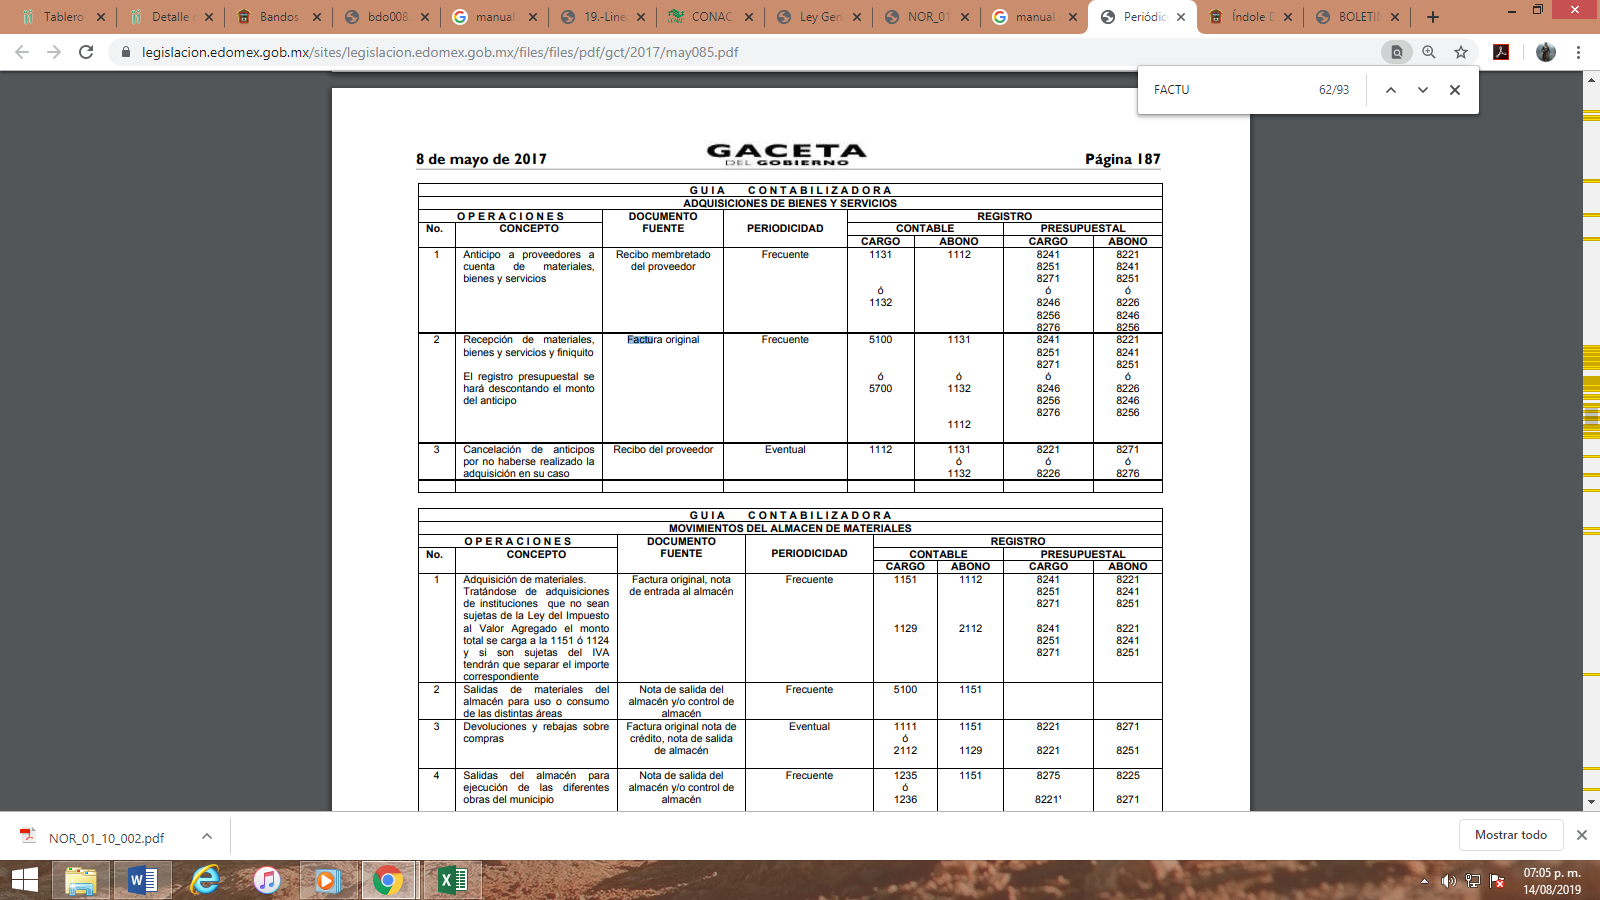 Tablero
Detalle
Bandos
bdo008
manual
19.-Line
CONAC
Ley Gen
NOR_01
manual
Periódic
Índole D
BOLETIN
legislacion.edomex.gob.mx/sites/legislacion.edomex.gob.mx/files/files/pdf/gct/2017/may085.pdf
FACTU 62/93
8 de mayo de 2017
GACETA
DEL GOBIERNO
Página 187
GUIA CONTABILIZADORA
ADQUISICIONES DE BIENES Y SERVICIOS
OPERACIONES DOCUMENTO REGISTRO
No. CONCEPTO FUENTE PERIODICIDAD CONTABLE PRESUPUESTAL
CARGO ABONO CARGO ABONO
1 Anticipo a proveedores a Recibo membretado Frecuente 1131 1112 8241 8221
cuenta de materiales, del proveedor 8251 8241
bienes y servicios 8271 8251
ó ó ó
1132 8246 8226
8256 8246
8276 8256
2 Recepción de materiales, Factura original Frecuente 5100 1131 8241 8221
bienes y servicios y finiquito 8251 8241
8271 8251
El registro presupuestal se ó ó ó ó
hará descontando el monto 5700 1132 8246 8226
del anticipo 8256 8246
8276 8256
1112
3 Cancelación de anticipos Recibo del proveedor Eventual 1112 1131 8221 8271
por no haberse realizado la ó ó ó
adquisición en su caso 1132 8226 8276
GUIA CONTABILIZADORA
MOVIMIENTOS DEL ALMACEN DE MATERIALES
OPERACIONES DOCUMENTO REGISTRO
No. CONCEPTO FUENTE PERIODICIDAD CONTABLE PRESUPUESTAL
CARGO ABONO CARGO ABONO
1 Adquisición de materiales. Factura original, nota Frecuente 1151 1112 8241 8221
Tratándose de adquisiciones de entrada al almacén 8251 8241
de instituciones que no sean 8271 8251
sujetas de la Ley del Impuesto
al Valor Agregado el monto 1129 2112 8241 8221
total se carga a la 1151 ó 1124 8251 8241
y si son sujetas del IVA 8271 8251
tendrán que separar el importe
correspondiente
2 Salidas de materiales del Nota de salida del Frecuente 5100 1151
almacén para uso o consumo almacén y/o control de
de las distintas áreas almacén
3 Devoluciones y rebajas sobre Factura original nota de Eventual 1111 1151 8221 8271
compras crédito, nota de salida ó
de almacén 2112 1129 8221 8251
4 Salidas del almacén para Nota de salida del Frecuente 1235 1151 8275 8225
ejecución de las diferentes almacén y/o control de ó
obras del municipio almacén 1236 8221¹ 8271
NOR_01_10_002.pdf
Mostrar todo
07:05 p. m.
14/08/2019